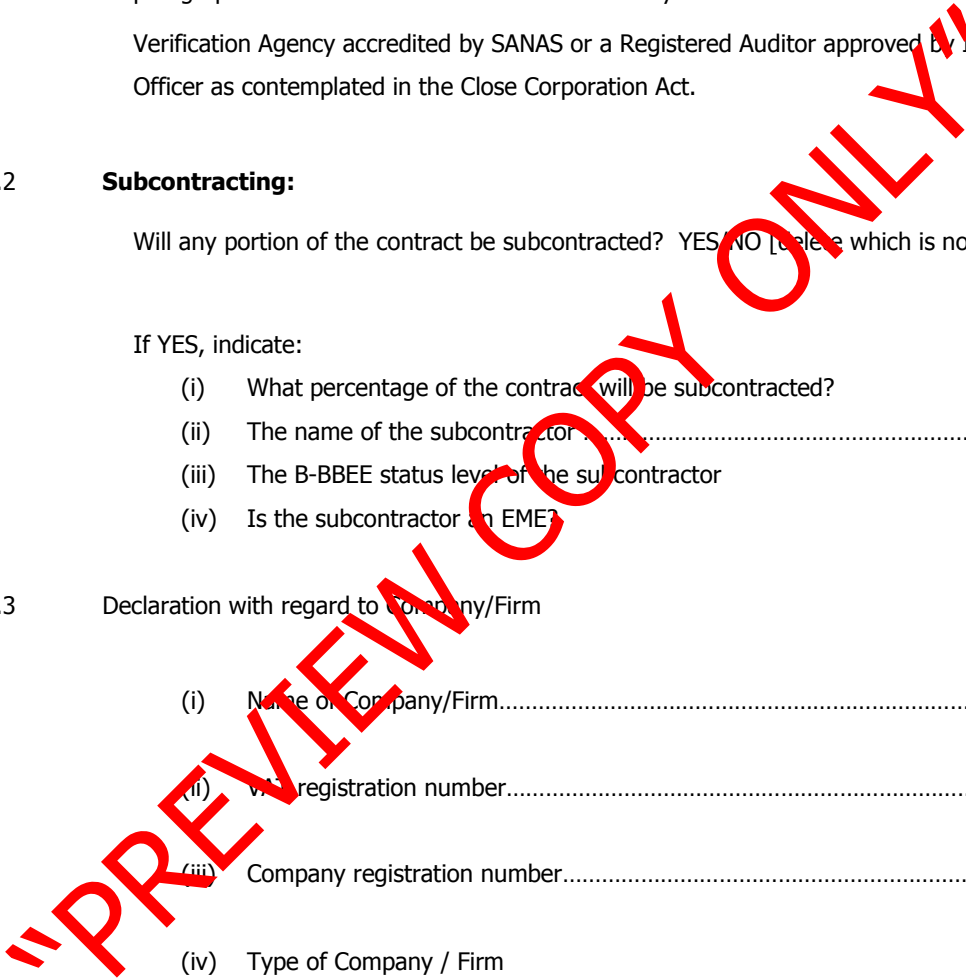 Verification Agency accredited by SANAS or a Registered Auditor approved by
Officer as contemplated in the Close Corporation Act.
.2 Subcontracting:
Will any portion of the contract be subcontracted? YES/NO [delete which is no
If YES, indicate:
(i) What percentage of the contract will be subcontracted?
(ii) The name of the subcontractor ..........................................................
(iii) The B-BBEE status level of the subcontractor
(iv) Is the subcontractor an EME?
.3 Declaration with regard to Company/Firm
(i) Name of Company/Firm..........................................................................
(ii) VAT registration number.........................................................................
(iii) Company registration number................................................................
(iv) Type of Company / Firm
“PREVIEW COPY ONLY”